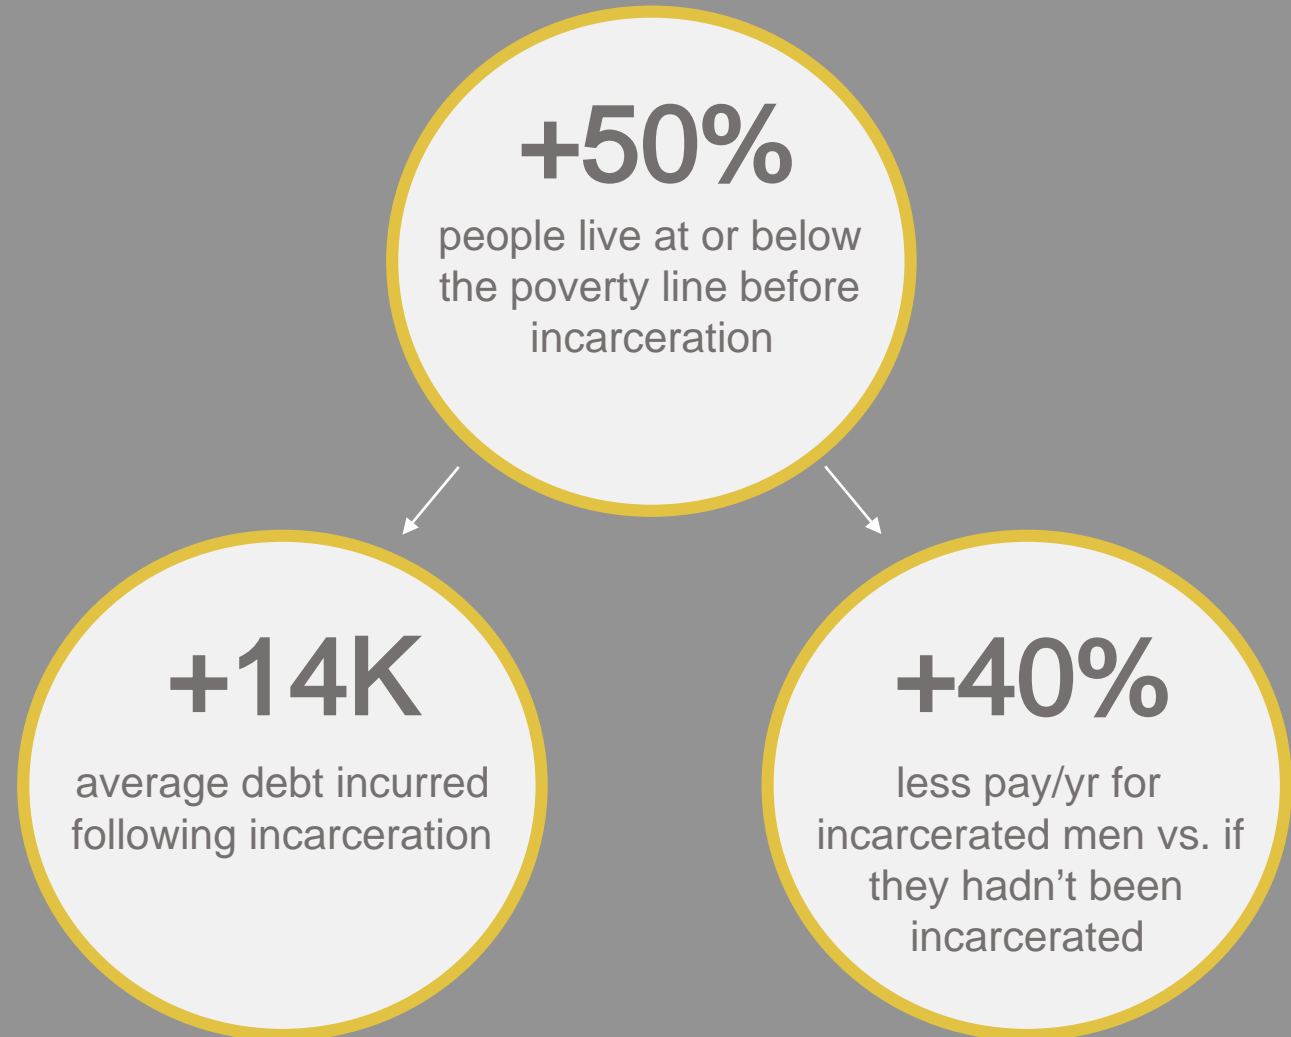 +50%
people live at or below
the poverty line before
incarceration
+14K
average debt incurred
following incarceration
+40%
less pay/yr for
incarcerated men vs. if
they hadn’t been
incarcerated